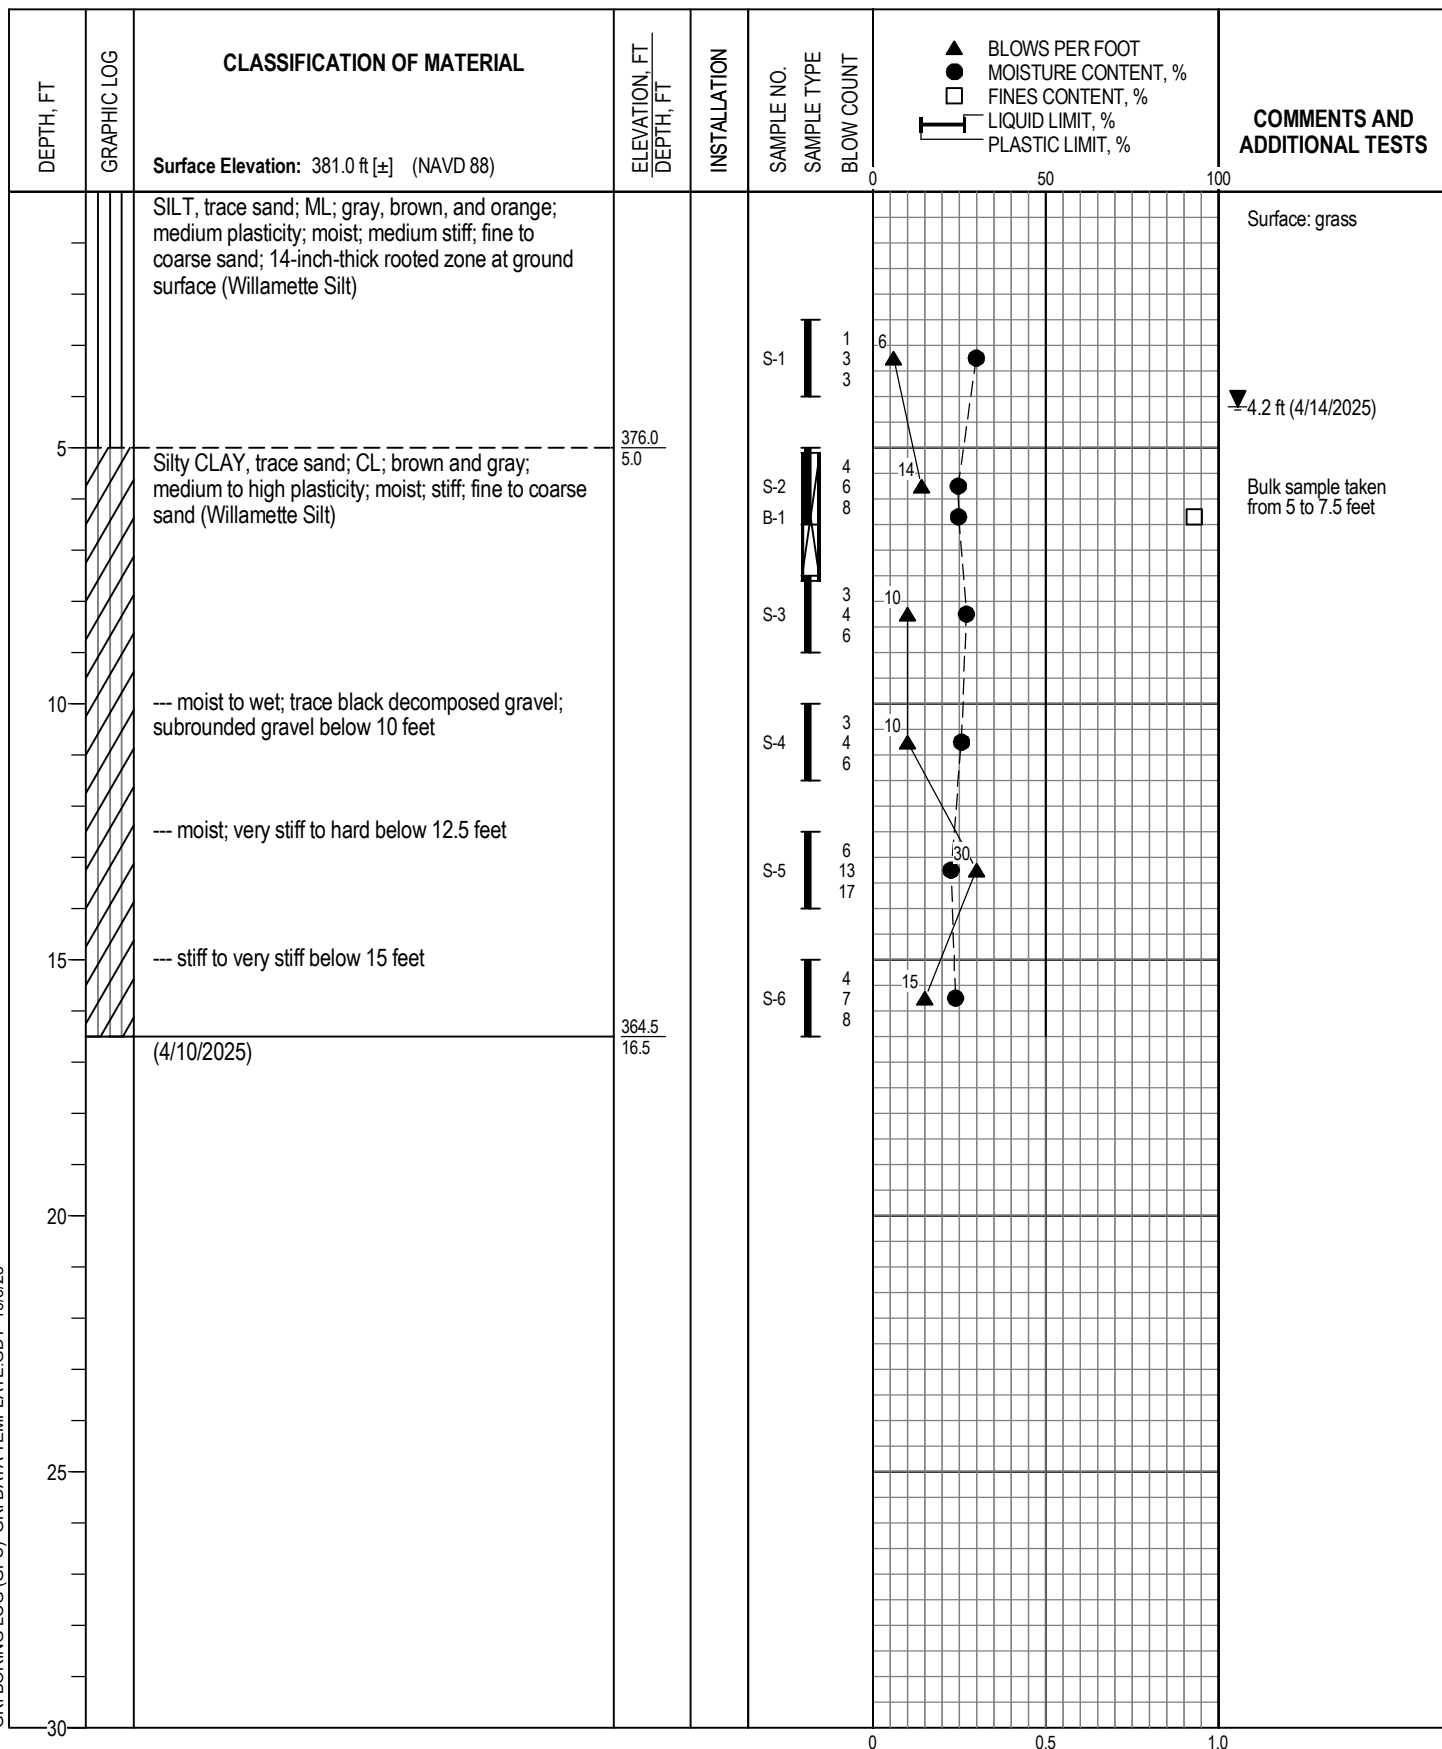 DEPTH, FT
GRAPHIC LOG
CLASSIFICATION OF MATERIAL
Surface Elevation: 381.0 ft [±] (NAVD 88)
ELEVATION, FT
DEPTH, FT
INSTALLATION
SAMPLE NO.
SAMPLE TYPE
BLOW COUNT
BLOWS PER FOOT
MOISTURE CONTENT, %
FINES CONTENT, %
LIQUID LIMIT, %
PLASTIC LIMIT, %
COMMENTS AND
ADDITIONAL TESTS
0 50 100
SILT, trace sand; ML; gray, brown, and orange;
medium plasticity; moist; medium stiff; fine to
coarse sand; 14-inch-thick rooted zone at ground
surface (Willamette Silt)
Surface: grass
S-1
1
3
3
6
4.2 ft (4/14/2025)
5
376.0
5.0
Silty CLAY, trace sand; CL; brown and gray;
medium to high plasticity; moist; stiff; fine to coarse
sand (Willamette Silt)
S-2
B-1
4
6
8
14
Bulk sample taken
from 5 to 7.5 feet
S-3
3
4
6
10
10
--- moist to wet; trace black decomposed gravel;
subrounded gravel below 10 feet
S-4
3
4
6
10
--- moist; very stiff to hard below 12.5 feet
S-5
6
13
17
30
15
--- stiff to very stiff below 15 feet
S-6
4
7
8
15
364.5
16.5
(4/10/2025)
20
25
30
0 0.5 1.0